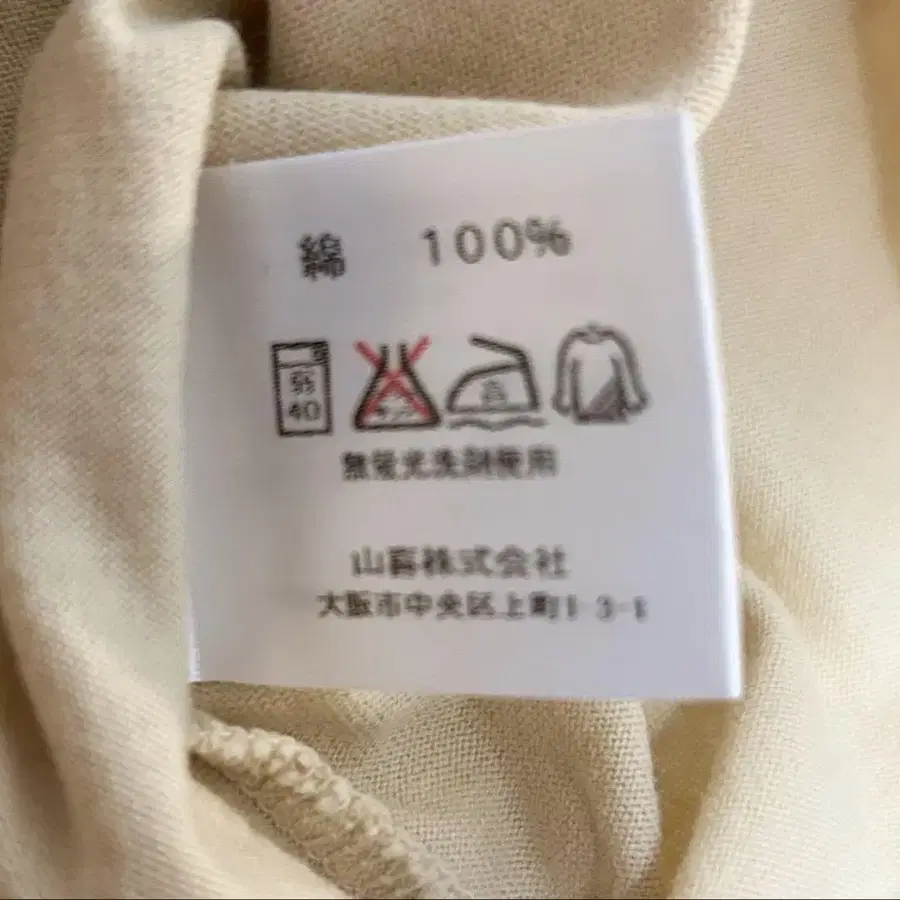 綿 100%
弱 40
無蛍光洗剤使用
山喜株式会社
大阪市中央区上町1-3-1